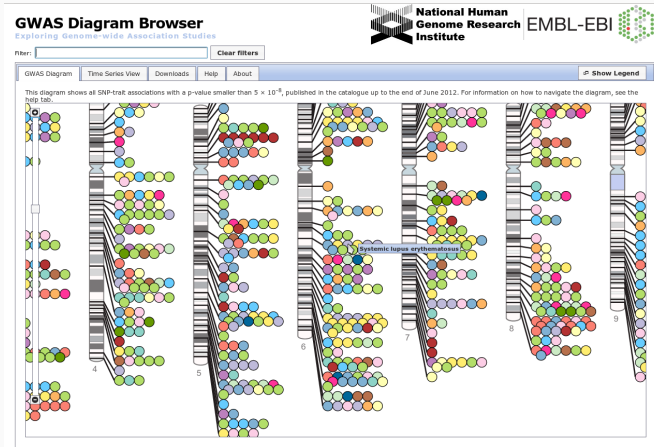 GWAS Diagram Browser
Exploring Genome-wide Association Studies
National Human
Genome Research
Institute
EMBL-EBI
Filter:
Clear filters
GWAS Diagram
Time Series View
Downloads
Help
About
Show Legend
This diagram shows all SNP-trait associations with a p-value smaller than 5 × 10⁻⁸, published in the catalogue up to the end of June 2012. For information on how to navigate the diagram, see the
help tab.
Systemic lupus erythematosus
4
5
6
7
8
9